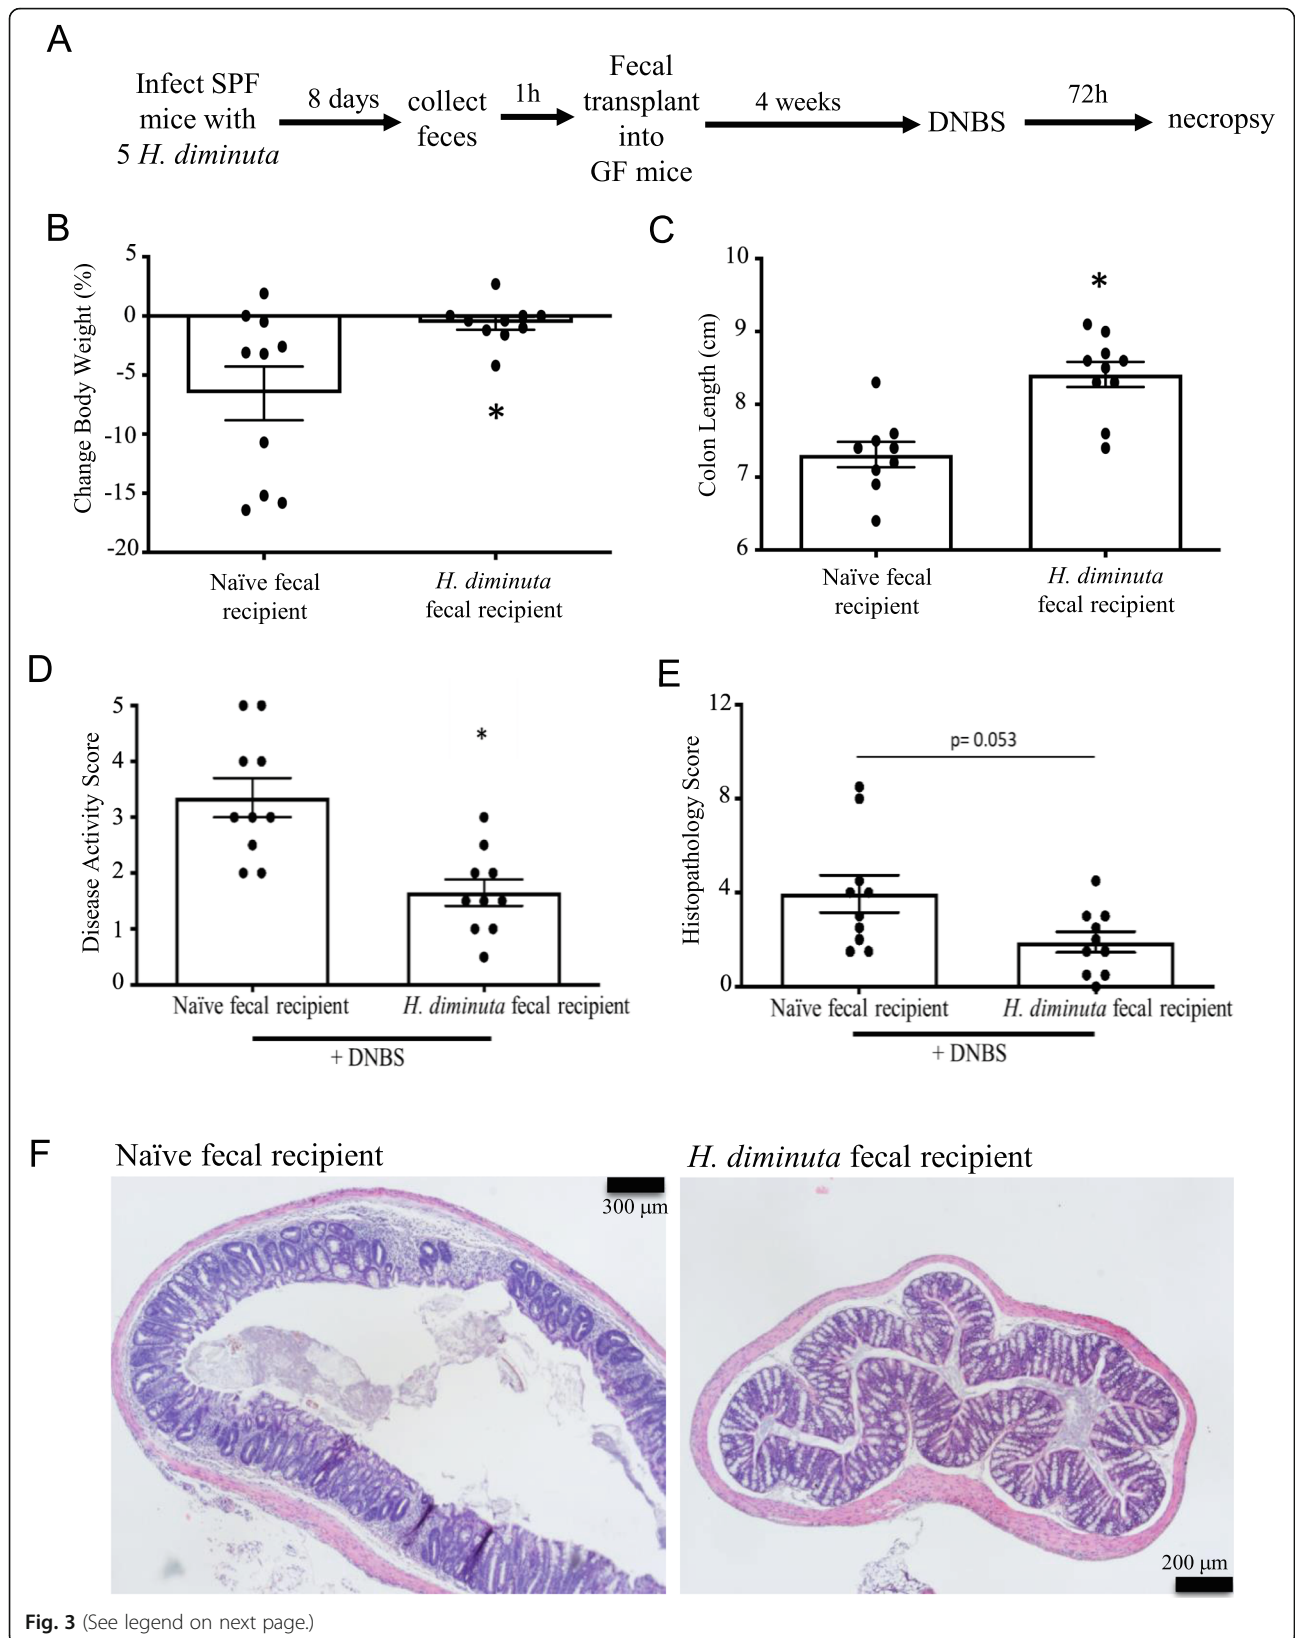 A
Infect SPF
mice with
5 H. diminuta
8 days
collect
feces
1h
Fecal
transplant
into
GF mice
4 weeks
DNBS
72h
necropsy
B
Change Body Weight (%)
5
0
-5
-10
-15
-20
*
Naïve fecal
recipient
H. diminuta
fecal recipient
C
Colon Length (cm)
10
9
8
7
6
*
Naïve fecal
recipient
H. diminuta
fecal recipient
D
Disease Activity Score
5
4
3
2
1
0
*
Naïve fecal recipient
H. diminuta fecal recipient
+ DNBS
E
Histopathology Score
12
8
4
0
p= 0.053
Naïve fecal recipient
H. diminuta fecal recipient
+ DNBS
F
Naïve fecal recipient
300 µm
H. diminuta fecal recipient
200 µm
Fig. 3 (See legend on next page.)